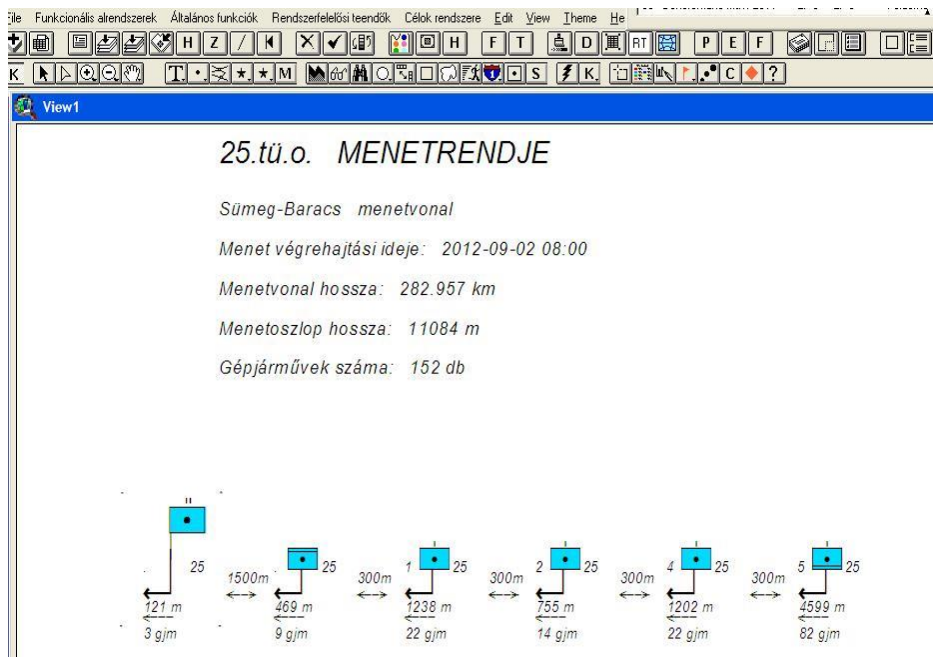 File Funkcionális alrendszerek Általános funkciók Rendszerfelelősi teendők Célok rendszere Edit View Theme He
H Z F T D RT P E F
K T M S K C ?
View1
25.tü.o. MENETRENDJE
Sümeg-Baracs menetvonal
Menet végrehajtási ideje: 2012-09-02 08:00
Menetvonal hossza: 282.957 km
Menetoszlop hossza: 11084 m
Gépjárművek száma: 152 db
25 1500m 25 300m 1 25 300m 2 25 300m 4 25 300m 5 25
121 m 469 m 1238 m 755 m 1202 m 4599 m
3 gjm 9 gjm 22 gjm 14 gjm 22 gjm 82 gjm